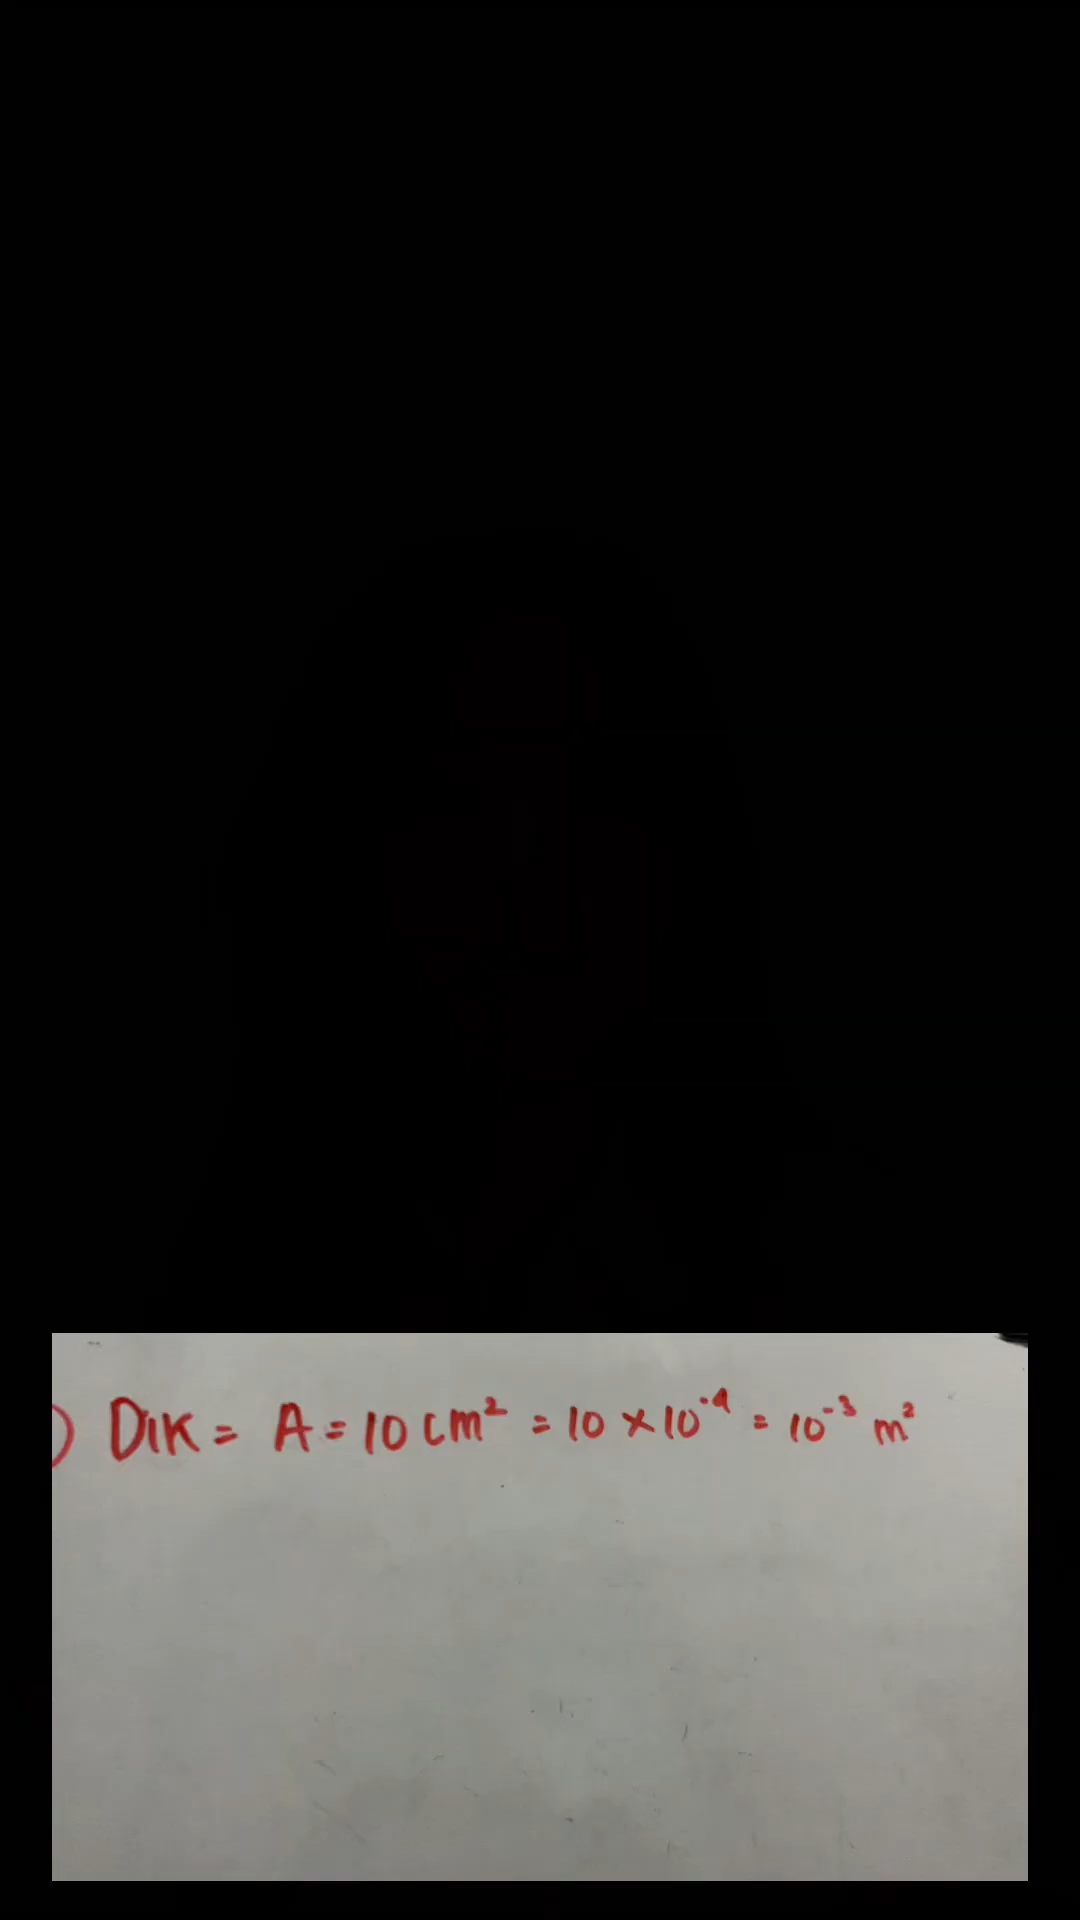 ) DIK = A = 10 cm² = 10 × 10⁻⁴ = 10⁻³ m²